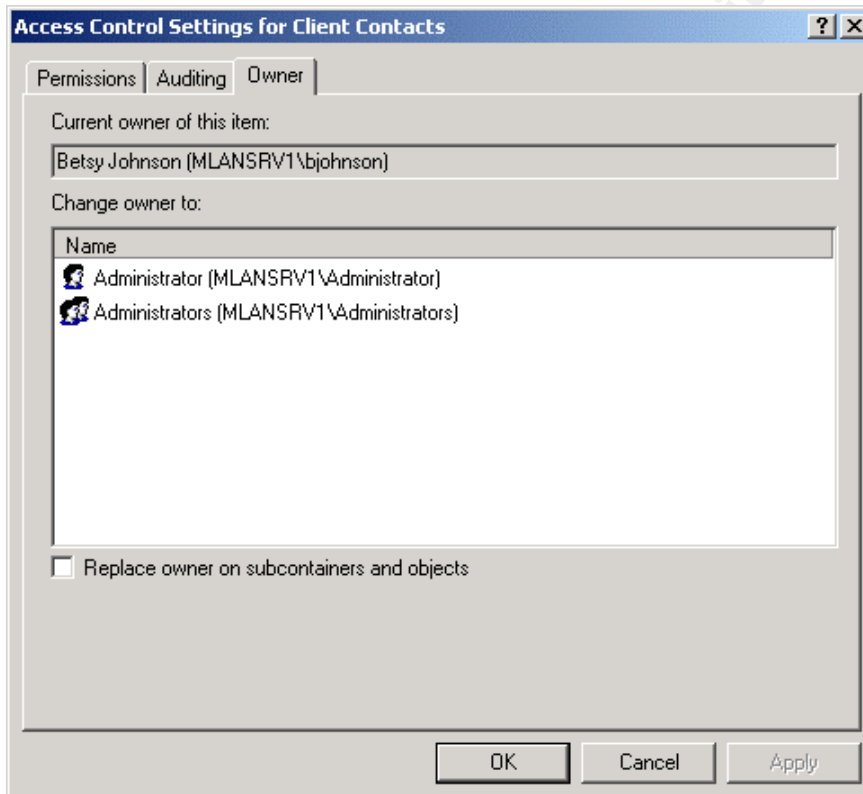 Access Control Settings for Client Contacts
Permissions Auditing Owner
Current owner of this item:
Betsy Johnson (MLANSRV1\bjohnson)
Change owner to:
Name
Administrator (MLANSRV1\Administrator)
Administrators (MLANSRV1\Administrators)
Replace owner on subcontainers and objects
OK Cancel Apply